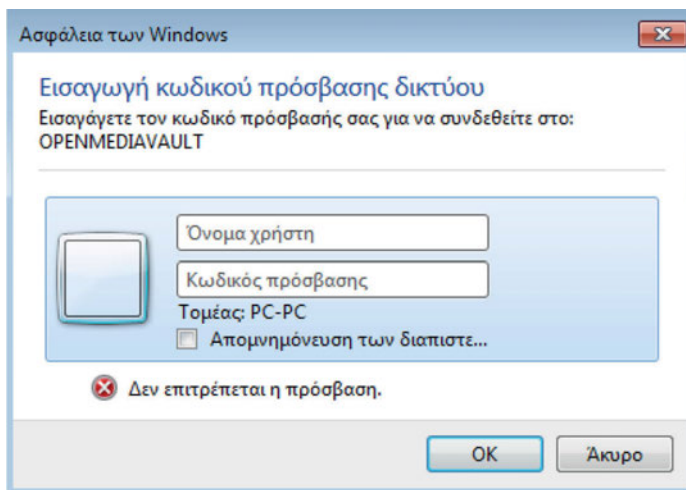 Ασφάλεια των Windows
Εισαγωγή κωδικού πρόσβασης δικτύου
Εισαγάγετε τον κωδικό πρόσβασής σας για να συνδεθείτε στο:
OPENMEDIAVAULT
Όνομα χρήστη
Κωδικός πρόσβασης
Τομέας: PC-PC
Απομνημόνευση των διαπιστε...
Δεν επιτρέπεται η πρόσβαση.
OK
Άκυρο